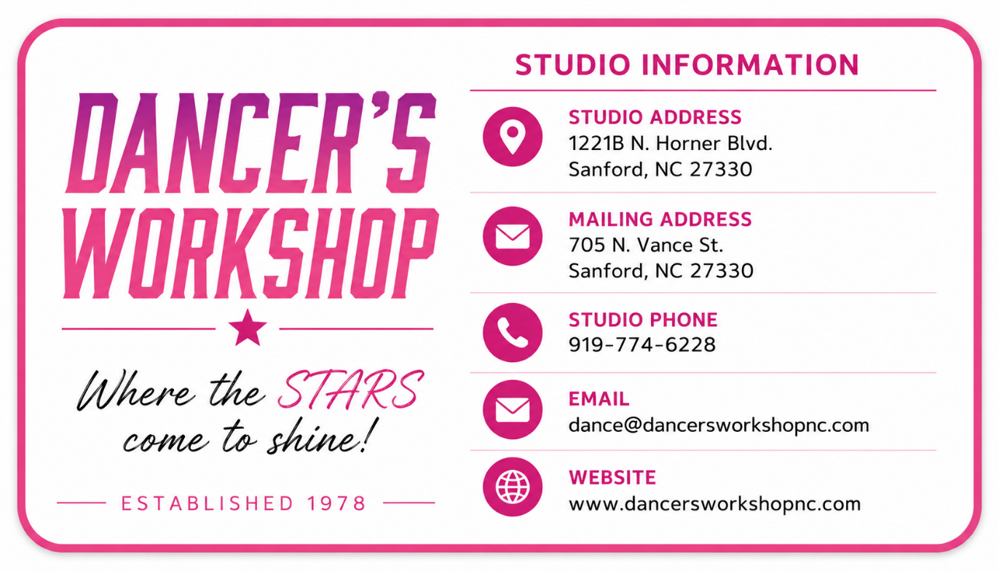 DANCER'S
WORKSHOP
Where the STARS
come to shine!
ESTABLISHED 1978
STUDIO INFORMATION
STUDIO ADDRESS
1221B N. Horner Blvd.
Sanford, NC 27330
MAILING ADDRESS
705 N. Vance St.
Sanford, NC 27330
STUDIO PHONE
919-774-6228
EMAIL
dance@dancersworkshopnc.com
WEBSITE
www.dancersworkshopnc.com